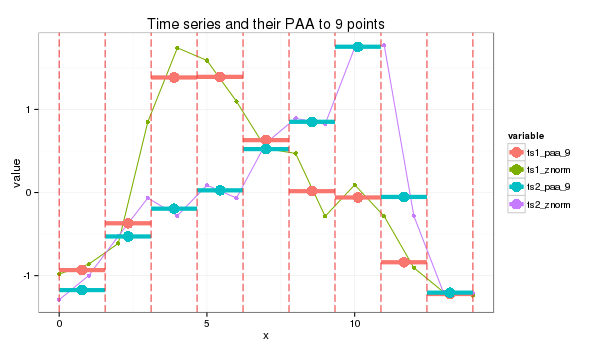 Time series and their PAA to 9 points
value
1
0
-1
0
5
10
x
variable
ts1_paa_9
ts1_znorm
ts2_paa_9
ts2_znorm